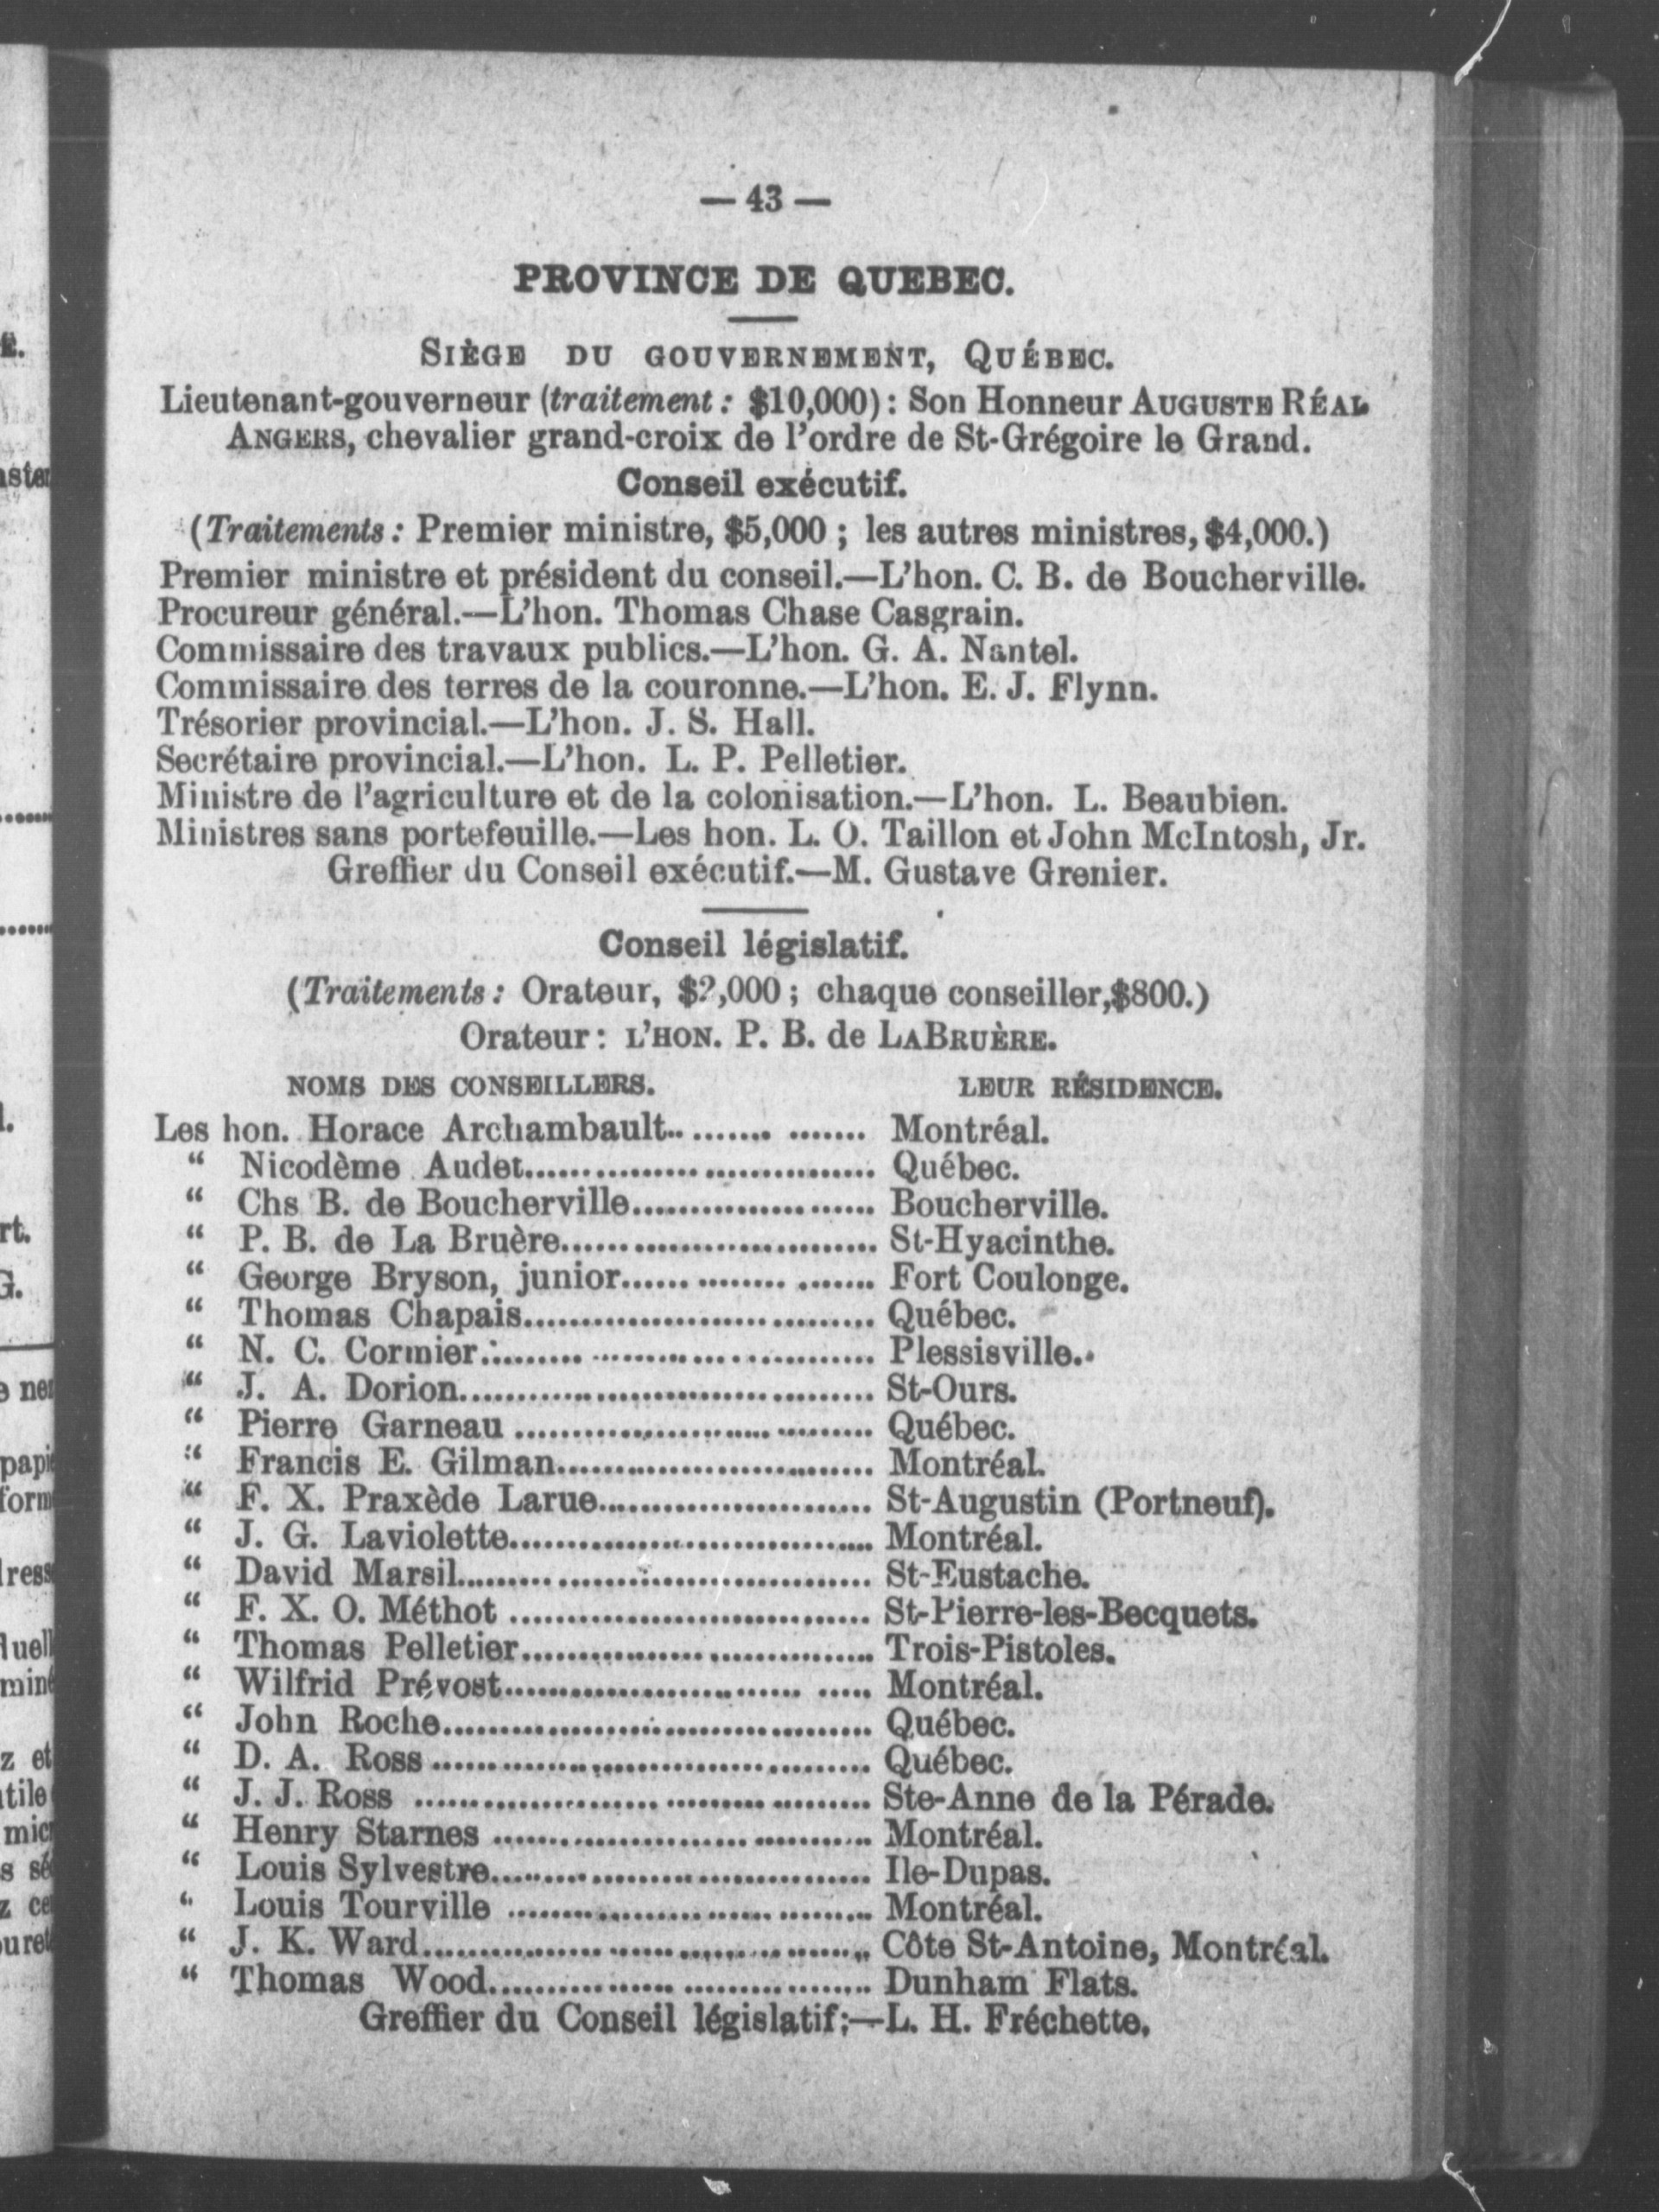 — 43 —
PROVINCE DE QUEBEC.
SIÈGE DU GOUVERNEMENT, QUÉBEC.
Lieutenant-gouverneur (traitement : $10,000) : Son Honneur AUGUSTE RÉAL
ANGERS, chevalier grand-croix de l'ordre de St-Grégoire le Grand.
Conseil exécutif.
(Traitements : Premier ministre, $5,000 ; les autres ministres, $4,000.)
Premier ministre et président du conseil.—L'hon. C. B. de Boucherville.
Procureur général.—L'hon. Thomas Chase Casgrain.
Commissaire des travaux publics.—L'hon. G. A. Nantel.
Commissaire des terres de la couronne.—L'hon. E. J. Flynn.
Trésorier provincial.—L'hon. J. S. Hall.
Secrétaire provincial.—L'hon. L. P. Pelletier.
Ministre de l'agriculture et de la colonisation.—L'hon. L. Beaubien.
Ministres sans portefeuille.—Les hon. L. O. Taillon et John McIntosh, Jr.
Greffier du Conseil exécutif.—M. Gustave Grenier.
Conseil législatif.
(Traitements : Orateur, ; chaque conseiller, $800.)
Orateur : L'HON. P. B. de LABRUÈRE.
NOMS DES CONSEILLERS. LEUR RÉSIDENCE.
Les hon. Horace Archambault.................. Montréal.
“ Nicodème Audet.................. Québec.
“ Chs B. de Boucherville.................. Boucherville.
“ P. B. de La Bruère.................. St-Hyacinthe.
“ George Bryson, junior.................. Fort Coulonge.
“ Thomas Chapais.................. Québec.
“ N. C. Cormier.................. Plessisville.
“ J. A. Dorion.................. St-Ours.
“ Pierre Garneau .................. Québec.
“ Francis E. Gilman.................. Montréal.
“ F. X. Praxède Larue.................. St-Augustin (Portneuf).
“ J. G. Laviolette.................. Montréal.
“ David Marsil.................. St-Eustache.
“ F. X. O. Méthot .................. St-Pierre-les-Becquets.
“ Thomas Pelletier.................. Trois-Pistoles.
“ Wilfrid Prévost.................. Montréal.
“ John Roche.................. Québec.
“ D. A. Ross .................. Québec.
“ J. J. Ross .................. Ste-Anne de la Pérade.
“ Henry Starnes .................. Montréal.
“ Louis Sylvestre.................. Ile-Dupas.
“ Louis Tourville .................. Montréal.
“ J. K. Ward.................. Côte St-Antoine, Montréal.
“ Thomas Wood.................. Dunham Flats.
Greffier du Conseil législatif :—L. H. Fréchette.